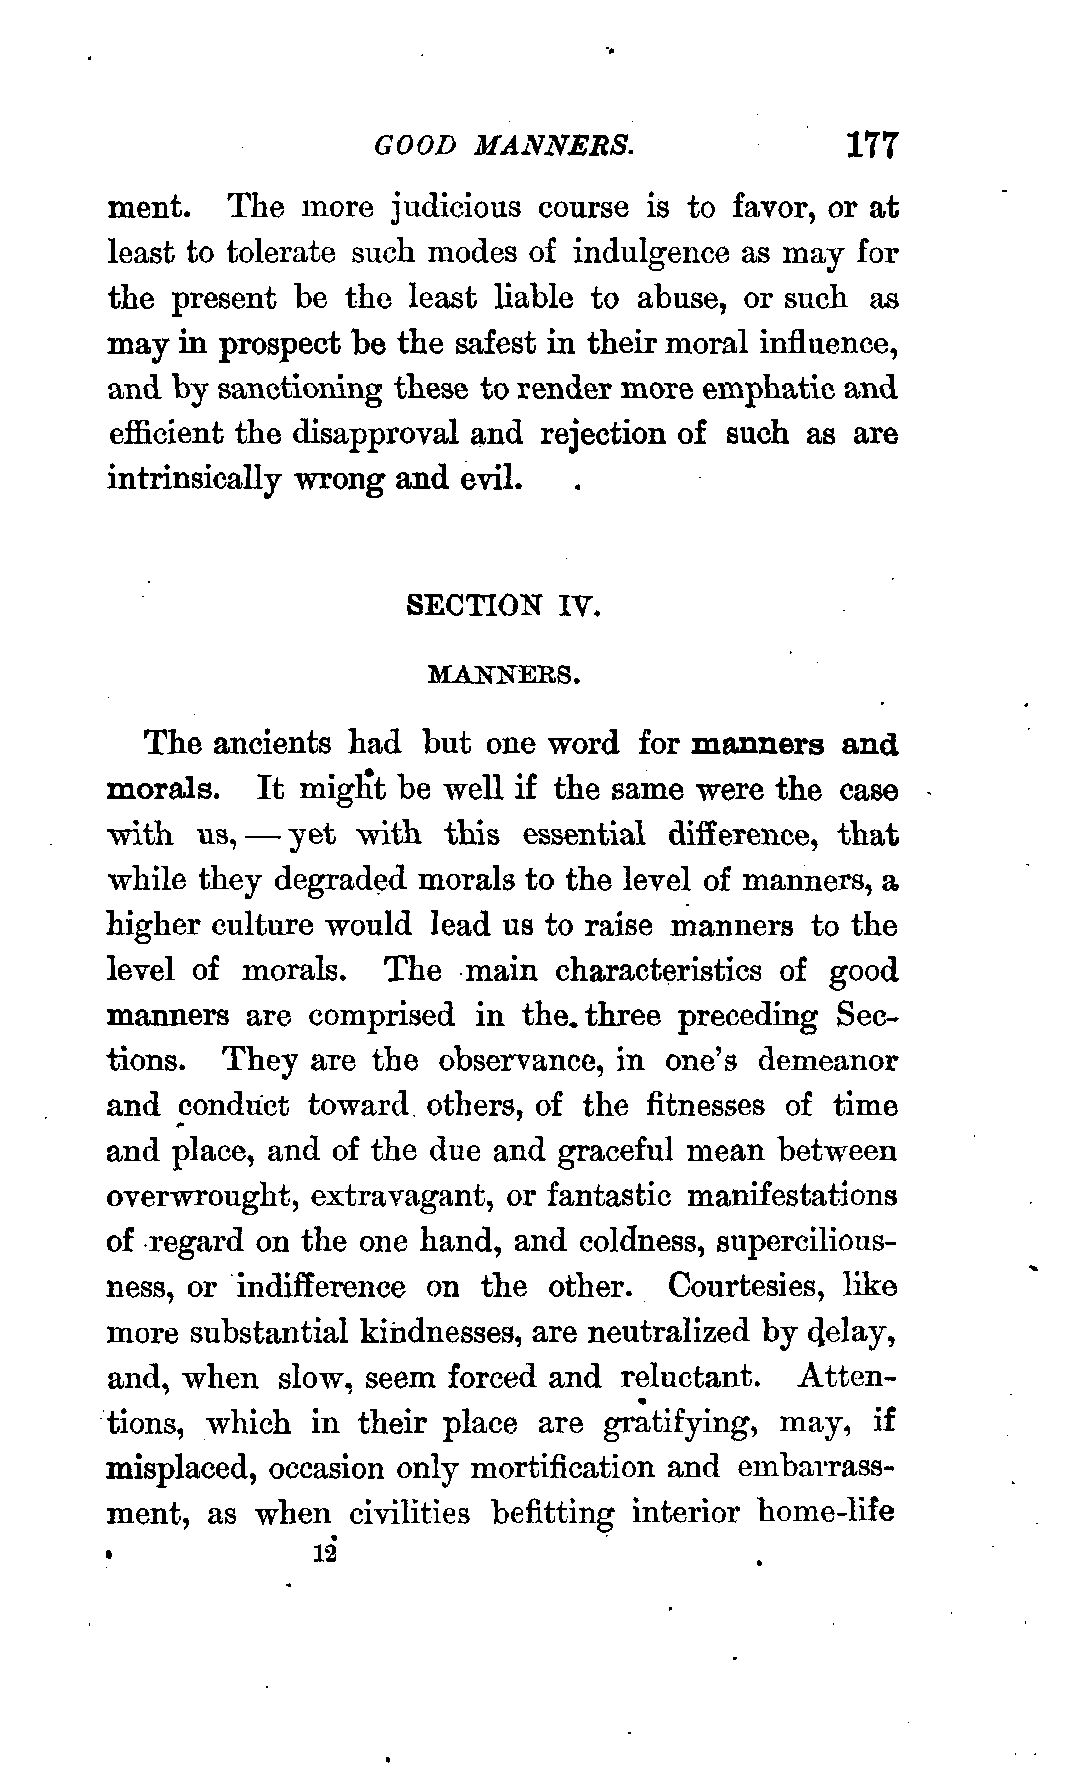 GOOD MANNERS. 177
ment. The more judicious course is to favor, or at
least to tolerate such modes of indulgence as may for
the present be the least liable to abuse, or such as
may in prospect be the safest in their moral influence,
and by sanctioning these to render more emphatic and
efficient the disapproval and rejection of such as are
intrinsically wrong and evil.
SECTION IV.
MANNERS.
The ancients had but one word for manners and
morals. It might be well if the same were the case
with us, — yet with this essential difference, that
while they degraded morals to the level of manners, a
higher culture would lead us to raise manners to the
level of morals. The main characteristics of good
manners are comprised in the three preceding Sec-
tions. They are the observance, in one's demeanor
and conduct toward others, of the fitnesses of time
and place, and of the due and graceful mean between
overwrought, extravagant, or fantastic manifestations
of regard on the one hand, and coldness, supercilious-
ness, or indifference on the other. Courtesies, like
more substantial kindnesses, are neutralized by delay,
and, when slow, seem forced and reluctant. Atten-
tions, which in their place are gratifying, may, if
misplaced, occasion only mortification and embarrass-
ment, as when civilities befitting interior home-life
12